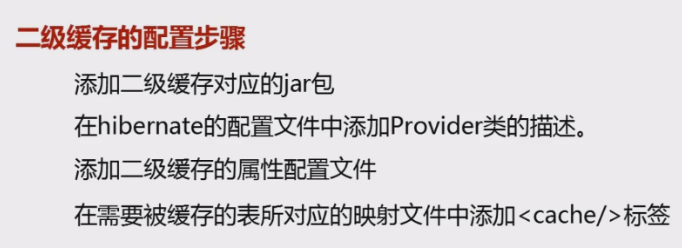 二级缓存的配置步骤
添加二级缓存对应的jar包
在hibernate的配置文件中添加Provider类的描述。
添加二级缓存的属性配置文件
在需要被缓存的表所对应的映射文件中添加<cache/>标签